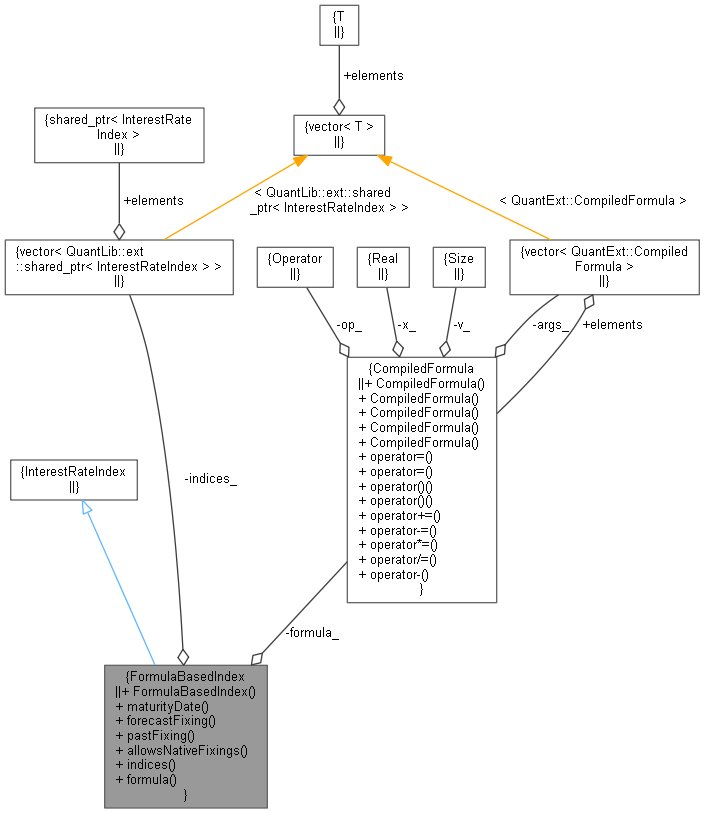 {T
||}
+elements
{shared_ptr< InterestRate
Index >
||}
{vector< T >
||}
+elements
< QuantLib::ext::shared
_ptr< InterestRateIndex > >
< QuantExt::CompiledFormula >
{vector< QuantLib::ext
::shared_ptr< InterestRateIndex > >
||}
{Operator
||}
{Real
||}
{Size
||}
{vector< QuantExt::Compiled
Formula >
||}
-op_
-x_
-v_
-args_
+elements
{CompiledFormula
||+ CompiledFormula()
+ CompiledFormula()
+ CompiledFormula()
+ CompiledFormula()
+ CompiledFormula()
+ operator=()
+ operator=()
+ operator()()
+ operator()()
+ operator+=()
+ operator-=()
+ operator*=()
+ operator/=()
+ operator-()
}
{InterestRateIndex
||}
-indices_
-formula_
{FormulaBasedIndex
||+ FormulaBasedIndex()
+ maturityDate()
+ forecastFixing()
+ pastFixing()
+ allowsNativeFixings()
+ indices()
+ formula()
}